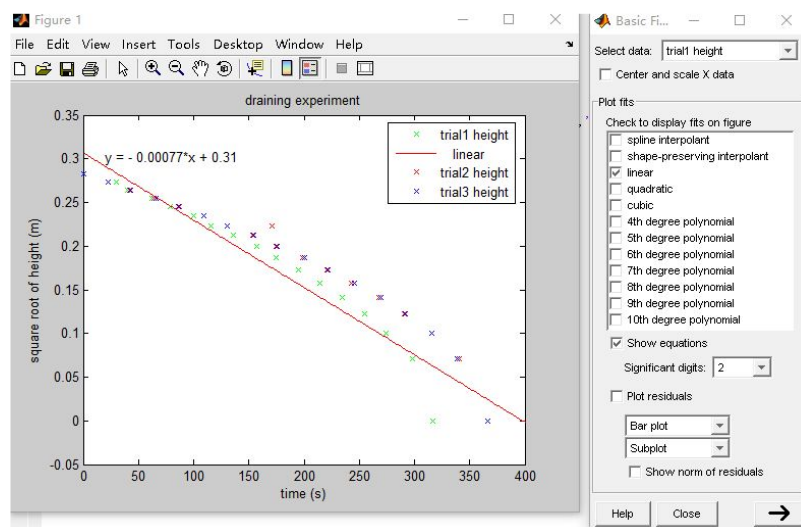 Figure 1
File Edit View Insert Tools Desktop Window Help
draining experiment
0.35
0.3
0.25
0.2
0.15
0.1
0.05
0
-0.05
square root of height (m)
y = - 0.00077*x + 0.31
trial1 height
linear
trial2 height
trial3 height
0 50 100 150 200 250 300 350 400
time (s)
Basic Fi...
Select data: trial1 height
Center and scale X data
Plot fits
Check to display fits on figure
spline interpolant
shape-preserving interpolant
linear
quadratic
cubic
4th degree polynomial
5th degree polynomial
6th degree polynomial
7th degree polynomial
8th degree polynomial
9th degree polynomial
10th degree polynomial
Show equations
Significant digits: 2
Plot residuals
Bar plot
Subplot
Show norm of residuals
Help Close